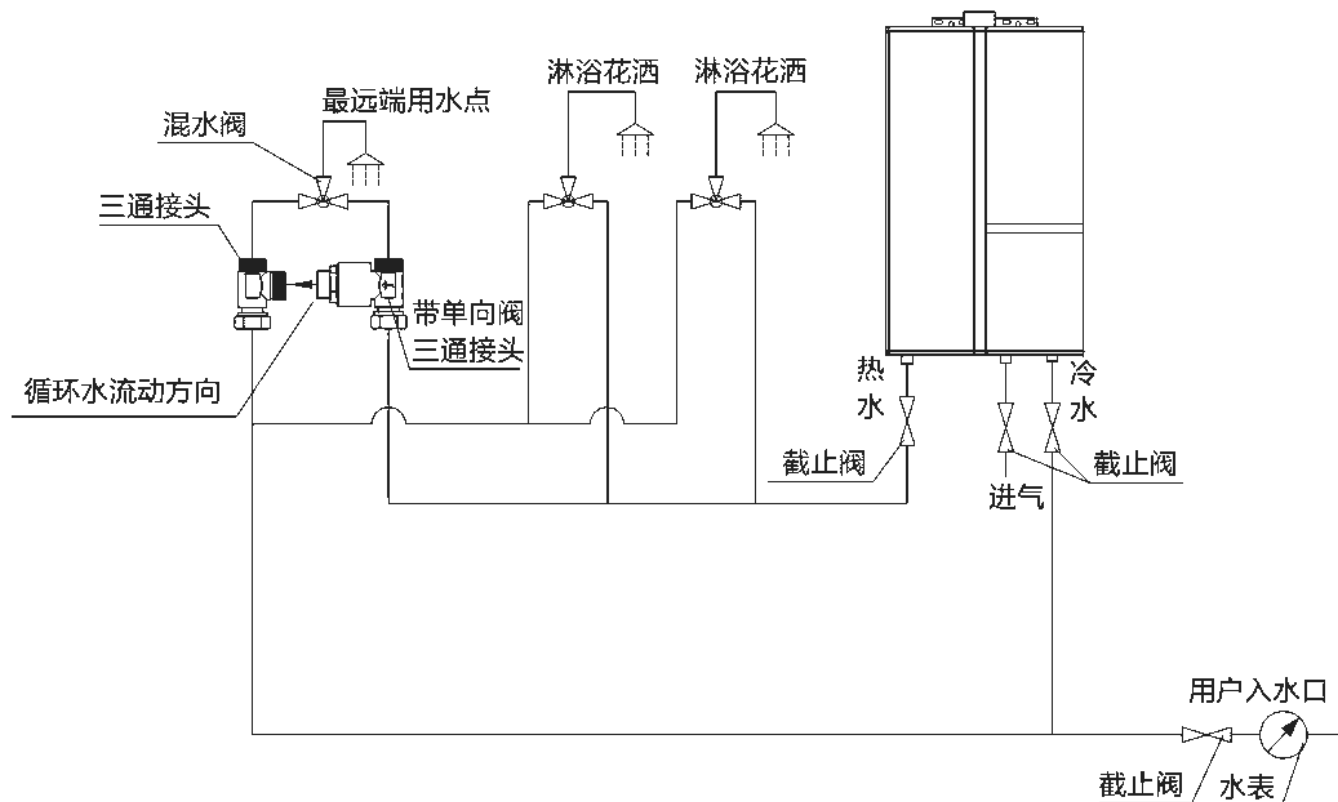 淋浴花洒
淋浴花洒
最远端用水点
混水阀
三通接头
带单向阀
三通接头
循环水流动方向
热水
冷水
截止阀
进气
截止阀
用户入水口
截止阀
水表